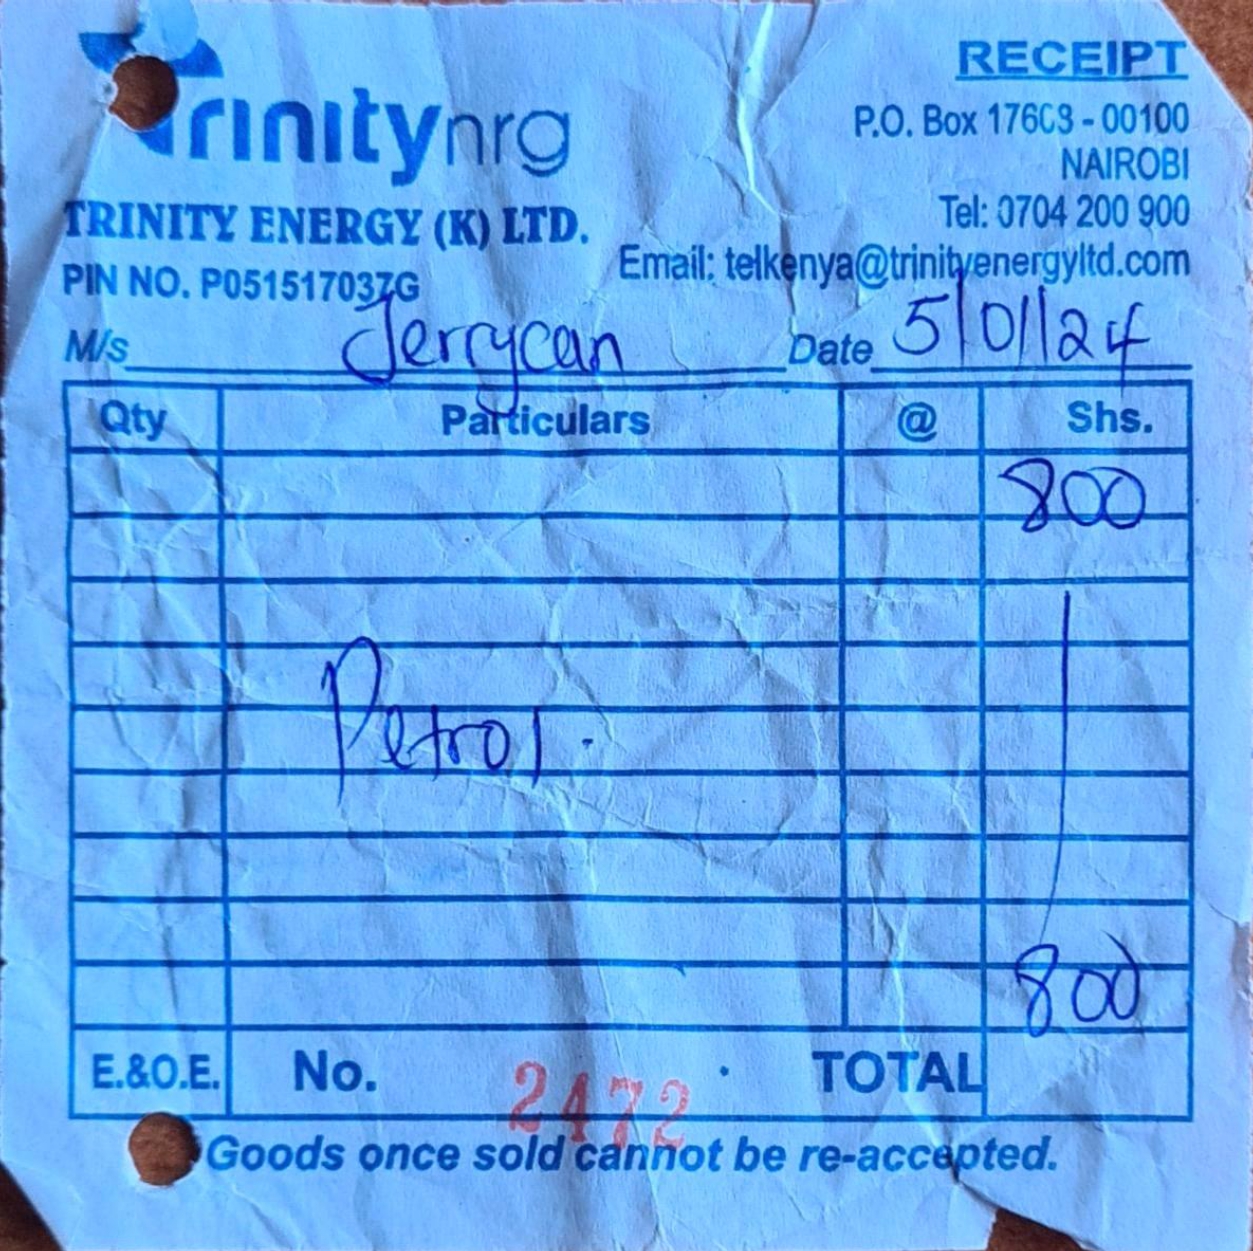 Trinitynrg
RECEIPT
P.O. Box 17603 - 00100
NAIROBI
Tel: 0704 200 900
Email: telkenya@trinityenergyltd.com
TRINITY ENERGY (K) LTD.
PIN NO. P051517037G
M/s Jerrycan Date 5/01/24
Qty Particulars @ Shs.
800
Petrol.
800
E.&O.E. No. 2472 TOTAL
Goods once sold cannot be re-accepted.